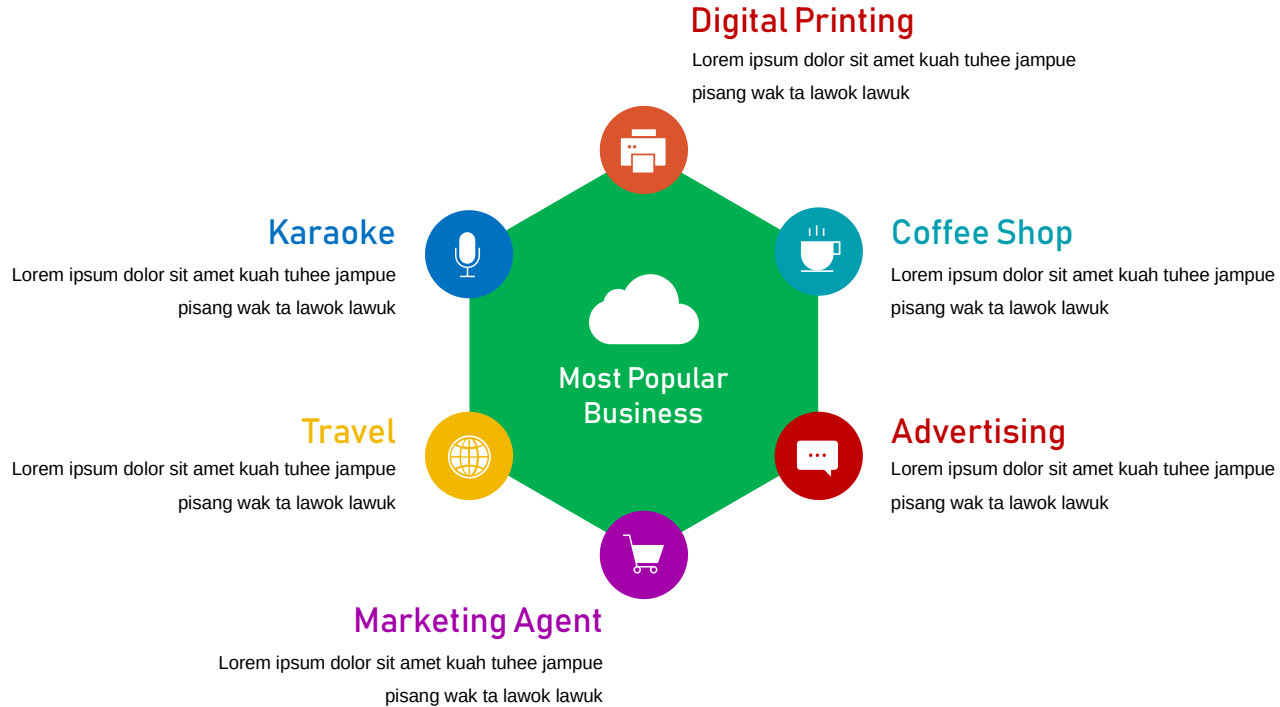 Digital Printing
Lorem ipsum dolor sit amet kuah tuhee jampue
pisang wak ta lawok lawuk
Karaoke
Lorem ipsum dolor sit amet kuah tuhee jampue
pisang wak ta lawok lawuk
Coffee Shop
Lorem ipsum dolor sit amet kuah tuhee jampue
pisang wak ta lawok lawuk
Most Popular
Business
Travel
Lorem ipsum dolor sit amet kuah tuhee jampue
pisang wak ta lawok lawuk
Advertising
Lorem ipsum dolor sit amet kuah tuhee jampue
pisang wak ta lawok lawuk
Marketing Agent
Lorem ipsum dolor sit amet kuah tuhee jampue
pisang wak ta lawok lawuk